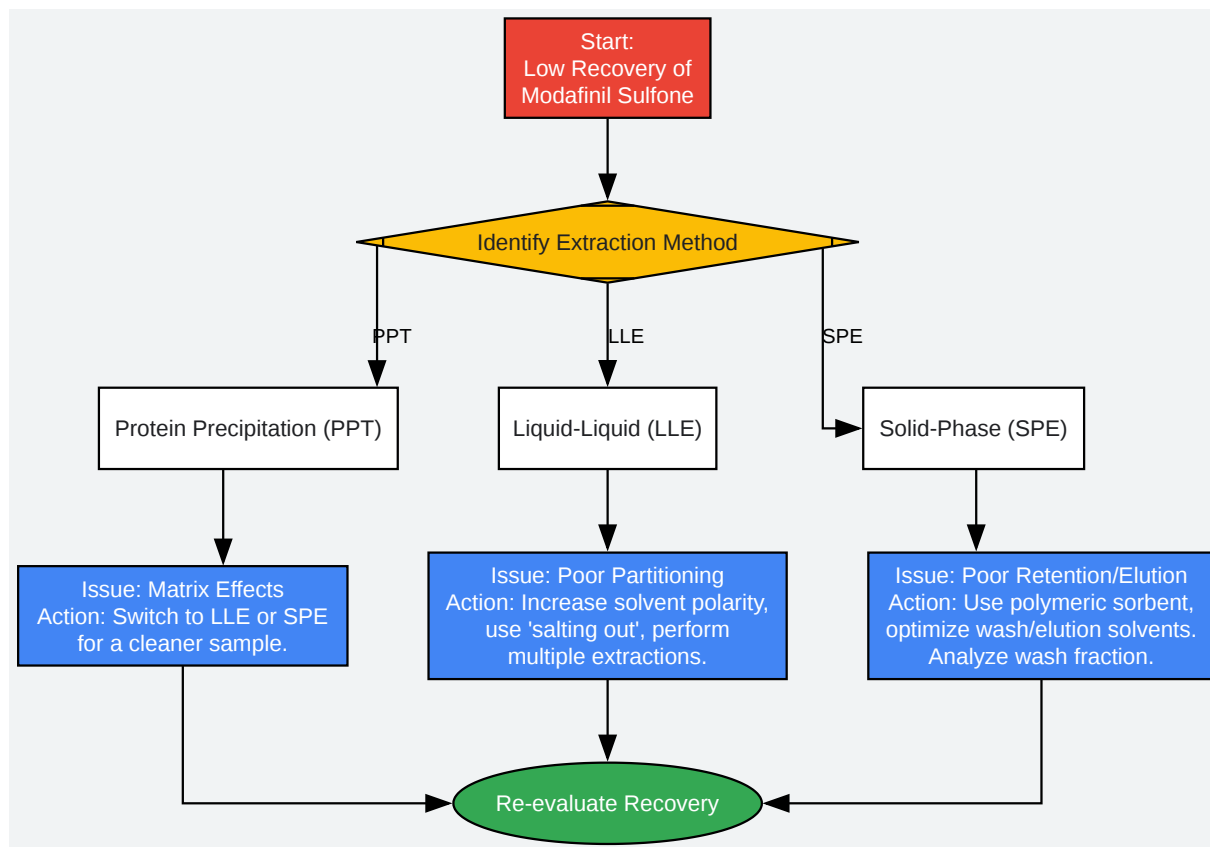 Start:
Low Recovery of
Modafinil Sulfone
Identify Extraction Method
PPT
LLE
SPE
Protein Precipitation (PPT)
Liquid-Liquid (LLE)
Solid-Phase (SPE)
Issue: Matrix Effects
Action: Switch to LLE or SPE
for a cleaner sample.
Issue: Poor Partitioning
Action: Increase solvent polarity,
use 'salting out', perform
multiple extractions.
Issue: Poor Retention/Elution
Action: Use polymeric sorbent,
optimize wash/elution solvents.
Analyze wash fraction.
Re-evaluate Recovery